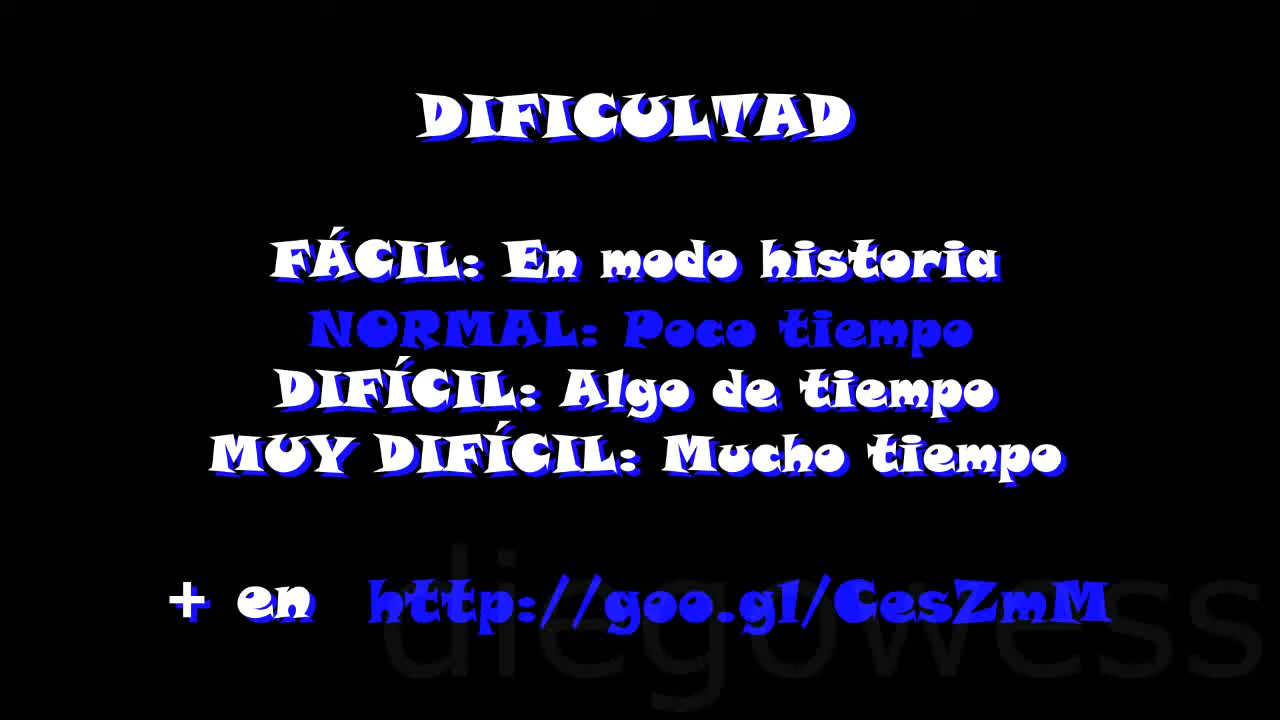 DIFICULTAD
FÁCIL: En modo historia
NORMAL: Poco tiempo
DIFÍCIL: Algo de tiempo
MUY DIFÍCIL: Mucho tiempo
+ en http://goo.gl/CesZmM
diegowess